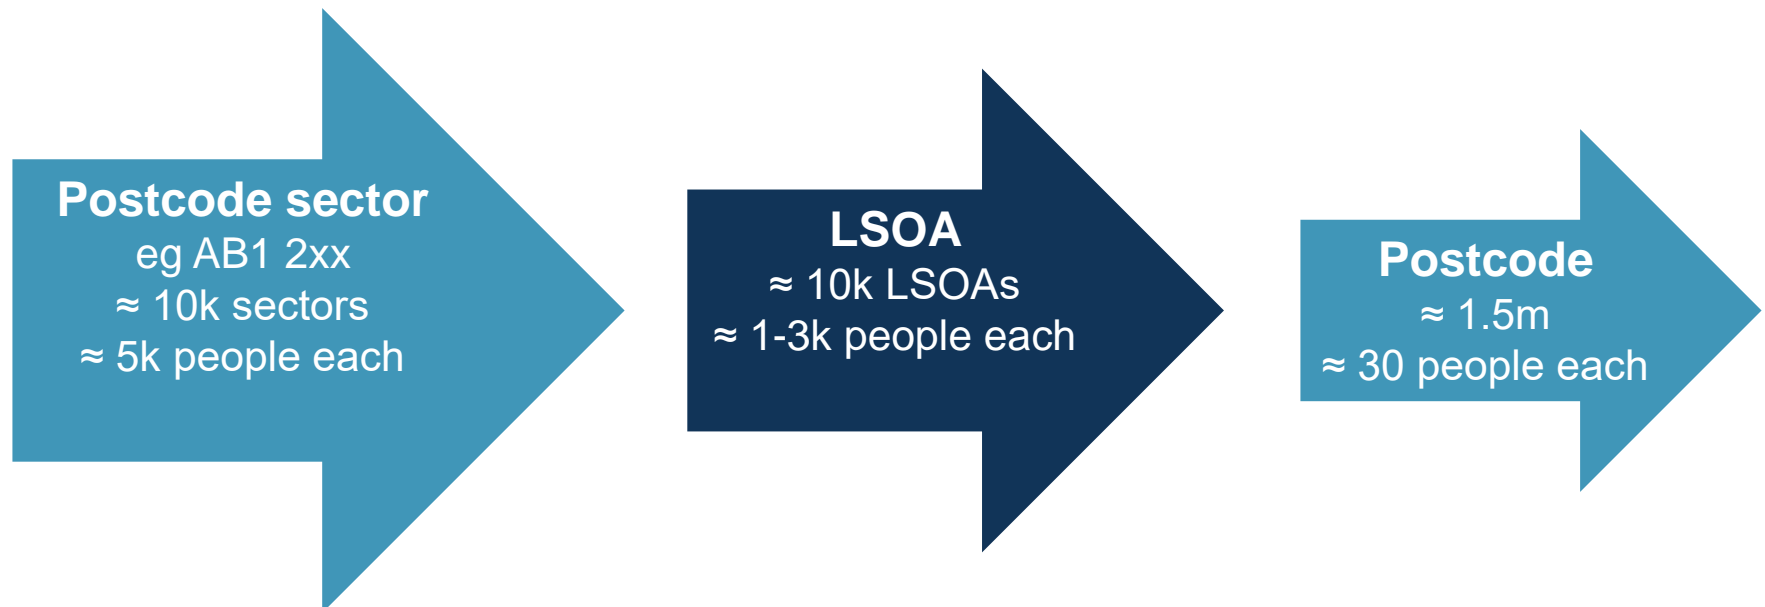 Postcode sector
eg AB1 2xx
≈ 10k sectors
≈ 5k people each
LSOA
≈ 10k LSOAs
≈ 1-3k people each
Postcode
≈ 1.5m
≈ 30 people each